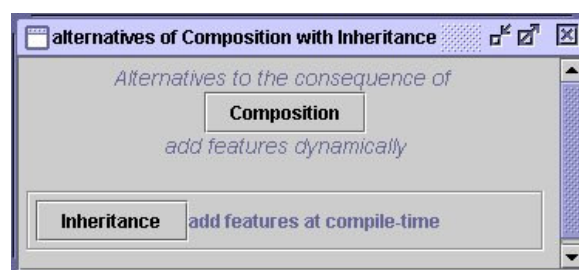 alternatives of Composition with Inheritance
Alternatives to the consequence of
Composition
add features dynamically
Inheritance add features at compile-time